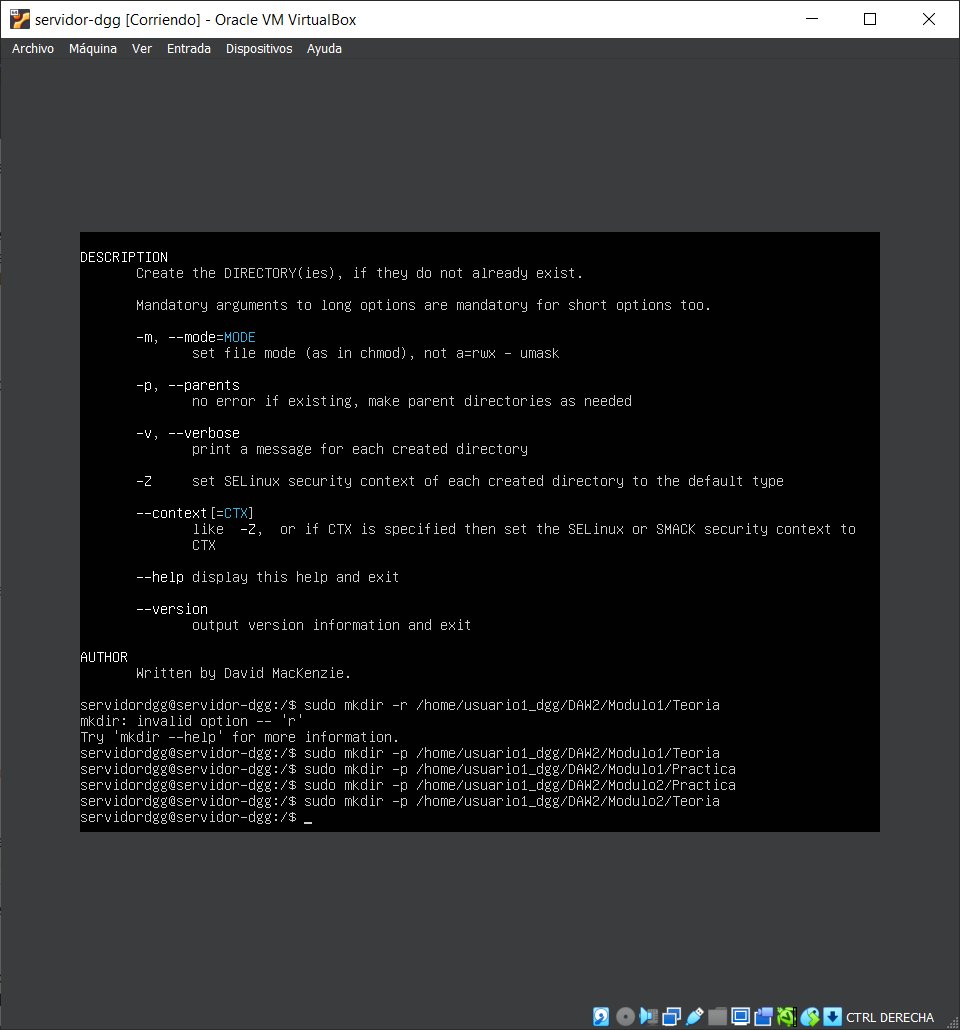 servidor-dgg [Corriendo] - Oracle VM VirtualBox
Archivo Máquina Ver Entrada Dispositivos Ayuda
DESCRIPTION
Create the DIRECTORY(ies), if they do not already exist.
Mandatory arguments to long options are mandatory for short options too.
-m, --mode=MODE
set file mode (as in chmod), not a=rwx - umask
-p, --parents
no error if existing, make parent directories as needed
-v, --verbose
print a message for each created directory
-Z set SELinux security context of each created directory to the default type
--context[=CTX]
like -Z, or if CTX is specified then set the SELinux or SMACK security context to
CTX
--help display this help and exit
--version
output version information and exit
AUTHOR
Written by David MacKenzie.
servidordgg@servidor-dgg:/$ sudo mkdir -r /home/usuario1_dgg/DAW2/Modulo1/Teoria
mkdir: invalid option -- 'r'
Try 'mkdir --help' for more information.
servidordgg@servidor-dgg:/$ sudo mkdir -p /home/usuario1_dgg/DAW2/Modulo1/Teoria
servidordgg@servidor-dgg:/$ sudo mkdir -p /home/usuario1_dgg/DAW2/Modulo1/Practica
servidordgg@servidor-dgg:/$ sudo mkdir -p /home/usuario1_dgg/DAW2/Modulo2/Practica
servidordgg@servidor-dgg:/$ sudo mkdir -p /home/usuario1_dgg/DAW2/Modulo2/Teoria
servidordgg@servidor-dgg:/$ _
CTRL DERECHA